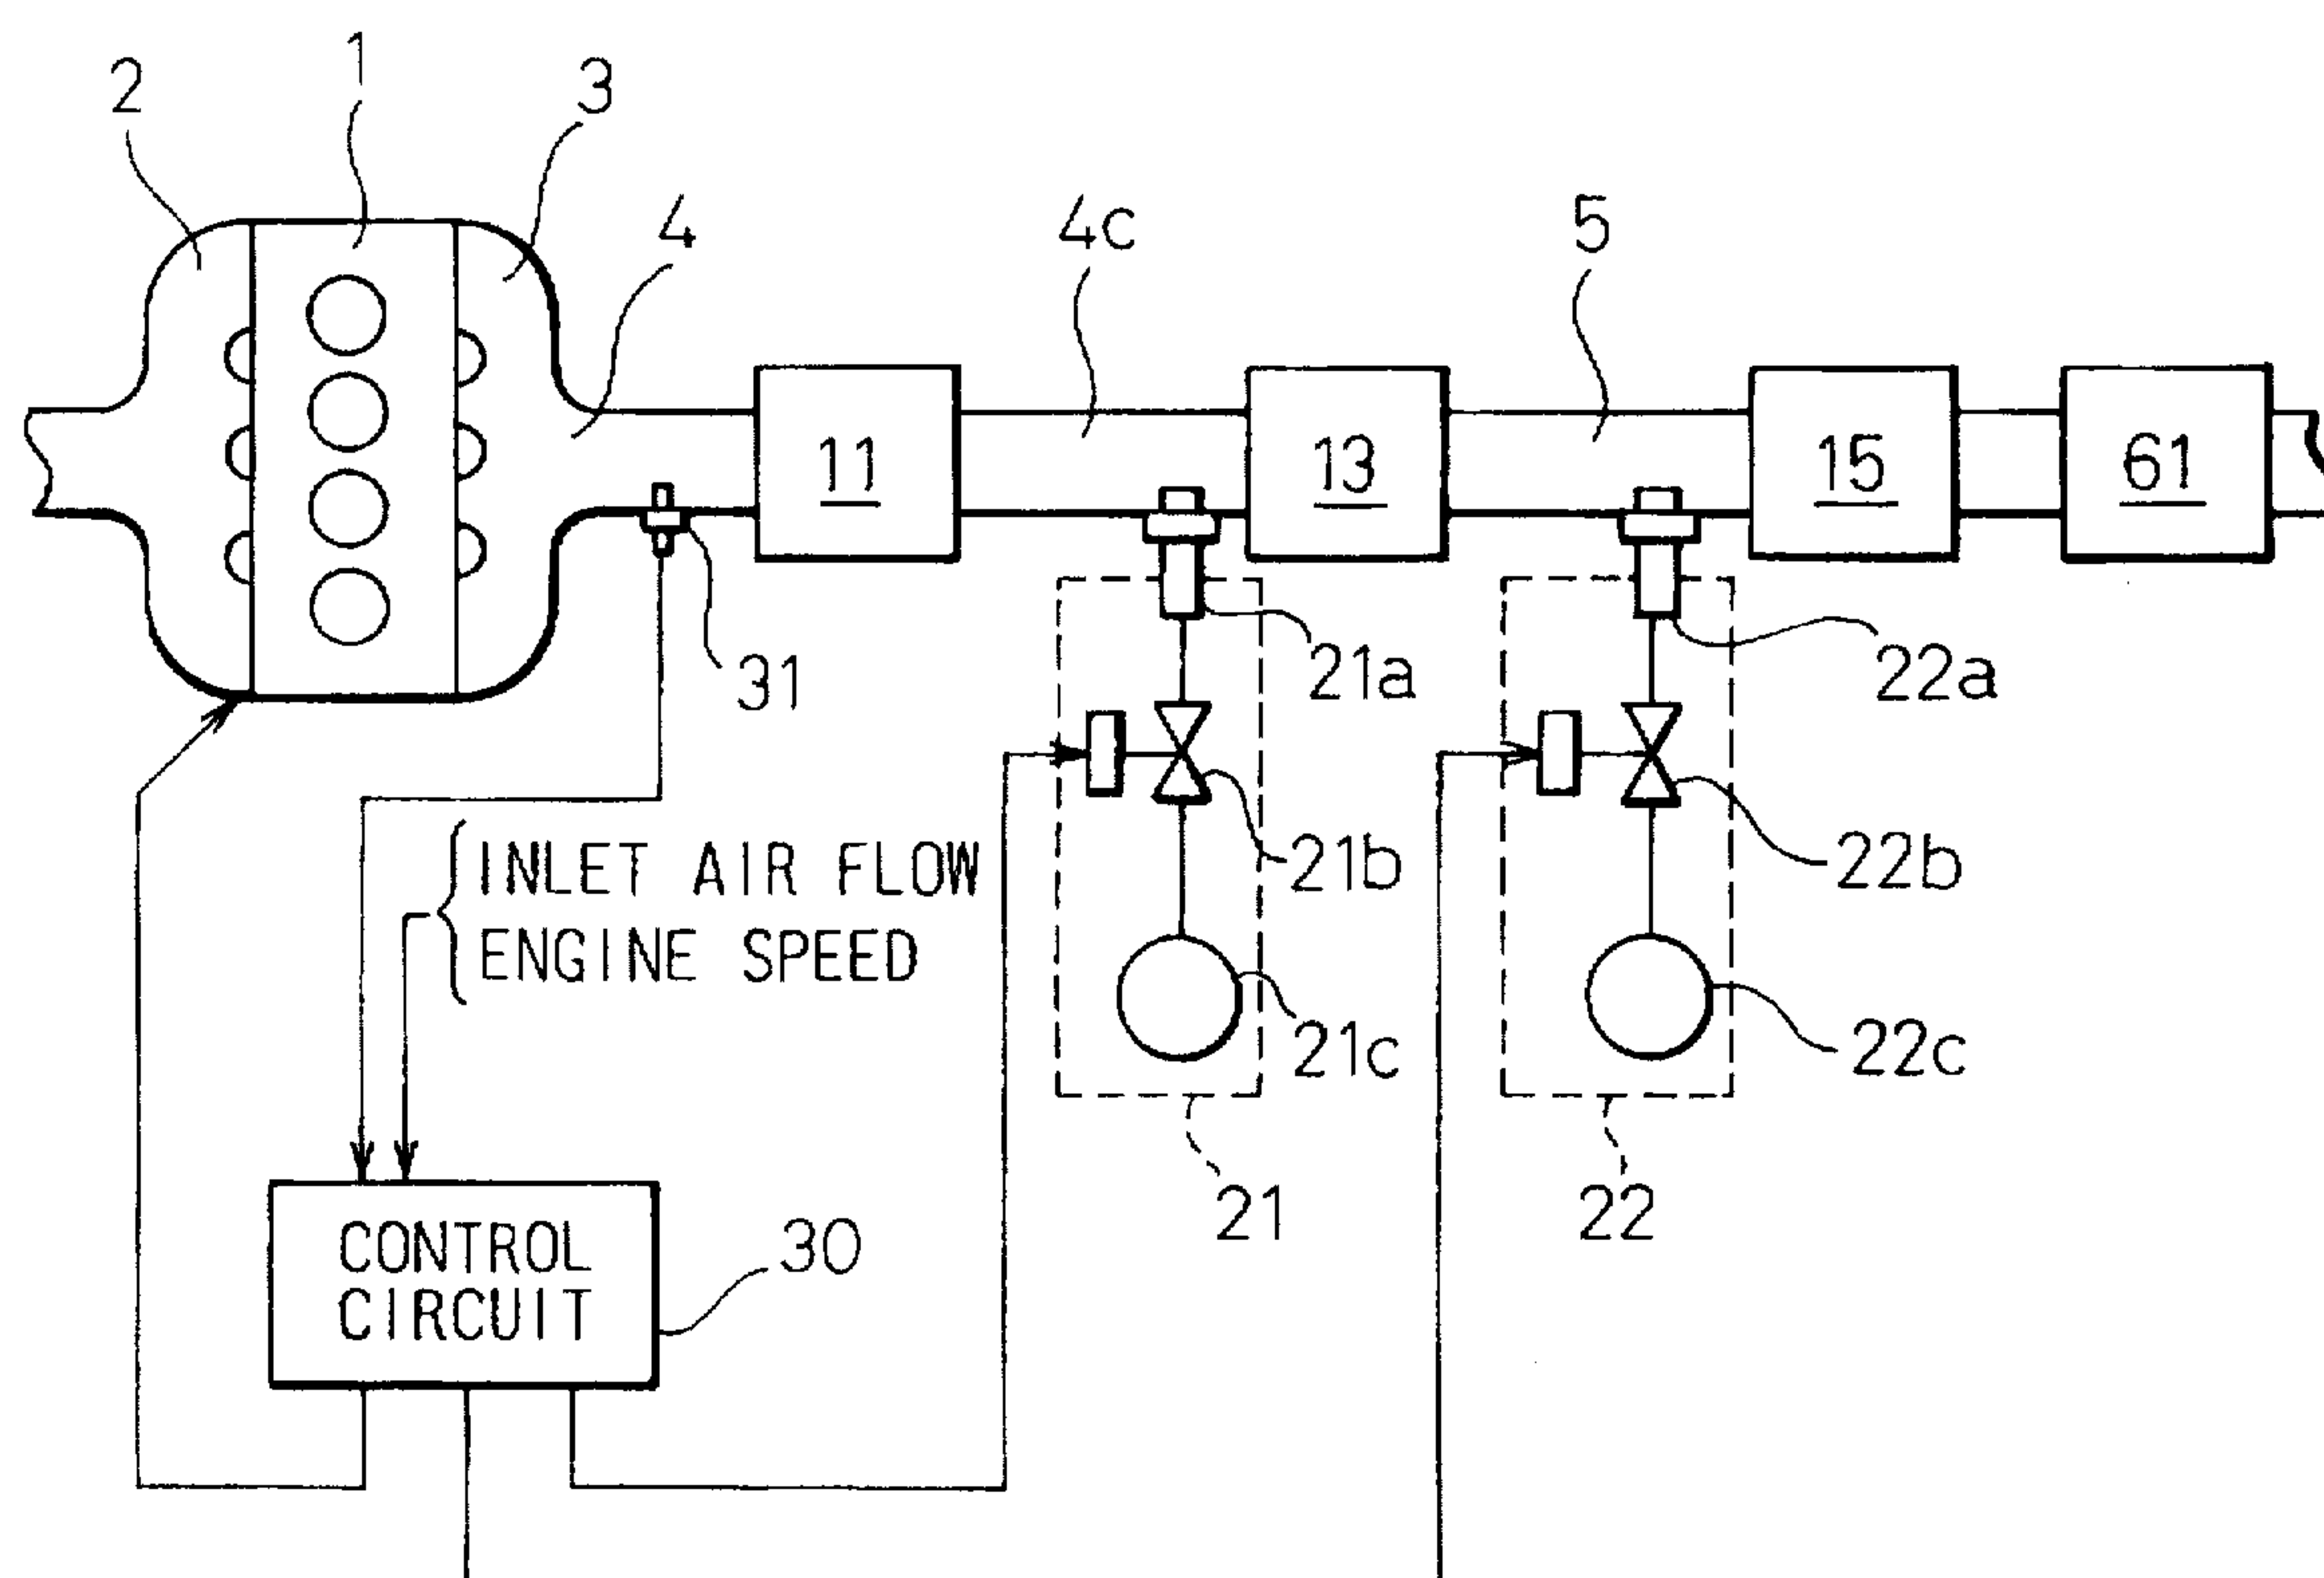 1
2
3
4
4c
5
11
13
15
61
31
21a
22a
INLET AIR FLOW
21b
22b
ENGINE SPEED
21c
22c
21
22
CONTROL
CIRCUIT
30